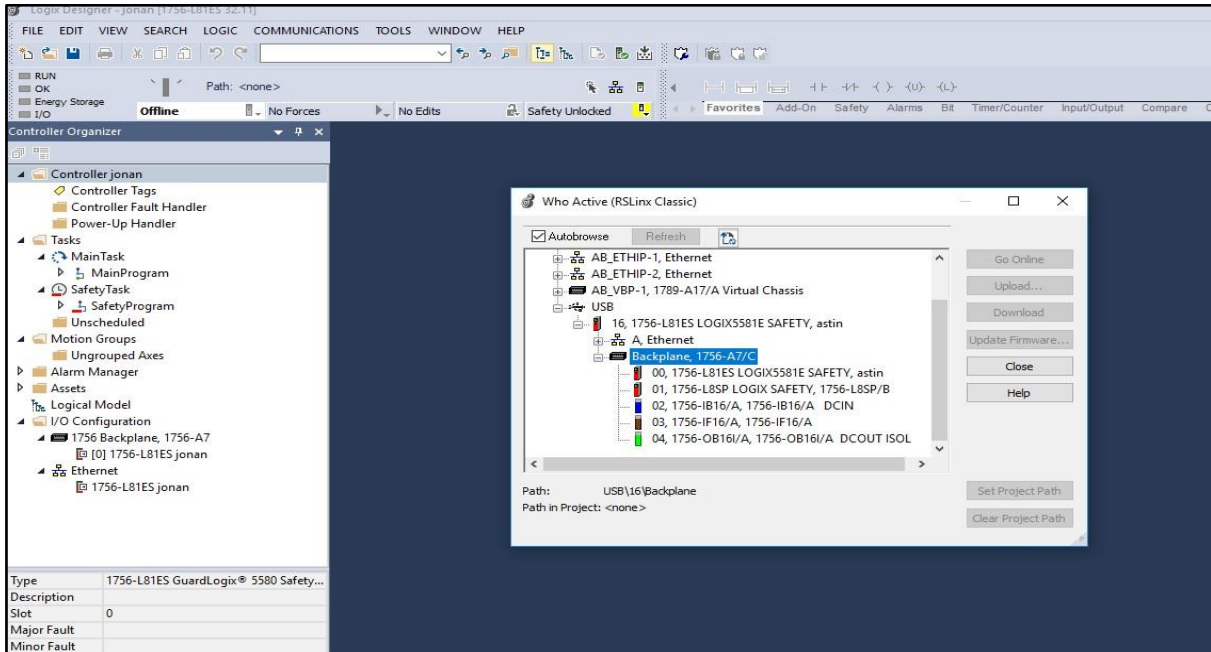 Logix Designer - jonan [1756-L81ES 32.11]
FILE EDIT VIEW SEARCH LOGIC COMMUNICATIONS TOOLS WINDOW HELP
RUN
OK
Energy Storage
I/O
Path: <none>
Offline
No Forces
No Edits
Safety Unlocked
Favorites Add-On Safety Alarms Bit Timer/Counter Input/Output Compare
Controller Organizer
Controller jonan
Controller Tags
Controller Fault Handler
Power-Up Handler
Tasks
MainTask
MainProgram
SafetyTask
SafetyProgram
Unscheduled
Motion Groups
Ungrouped Axes
Alarm Manager
Assets
Logical Model
I/O Configuration
1756 Backplane, 1756-A7
[0] 1756-L81ES jonan
Ethernet
1756-L81ES jonan
Type 1756-L81ES GuardLogix® 5580 Safety...
Description
Slot 0
Major Fault
Minor Fault
Who Active (RSLinx Classic)
Autobrowse Refresh
AB_ETHIP-1, Ethernet
AB_ETHIP-2, Ethernet
AB_VBP-1, 1789-A17/A Virtual Chassis
USB
16, 1756-L81ES LOGIX5581E SAFETY, astin
A, Ethernet
Backplane, 1756-A7/C
00, 1756-L81ES LOGIX5581E SAFETY, astin
01, 1756-L8SP LOGIX SAFETY, 1756-L8SP/B
02, 1756-IB16/A, 1756-IB16/A DCIN
03, 1756-IF16/A, 1756-IF16/A
04, 1756-OB16I/A, 1756-OB16I/A DCOUT ISOL
Go Online
Upload...
Download
Update Firmware...
Close
Help
Path: USB\16\Backplane
Path in Project: <none>
Set Project Path
Clear Project Path